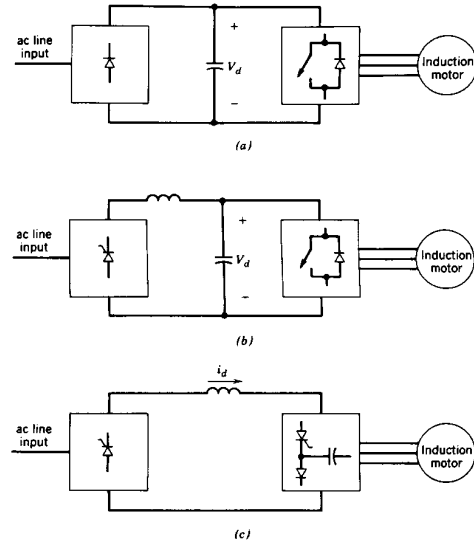 ac line
input
+
V_d
−
Induction
motor
(a)
ac line
input
+
V_d
−
Induction
motor
(b)
i_d
ac line
input
Induction
motor
(c)